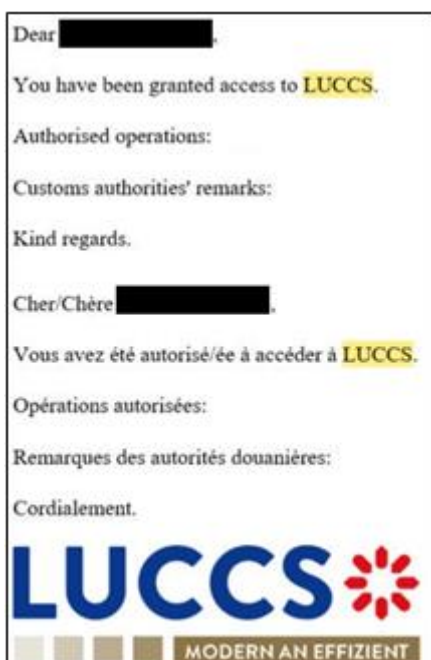 Dear ,
You have been granted access to LUCCS.
Authorised operations:
Customs authorities' remarks:
Kind regards.
Cher/Chère ,
Vous avez été autorisé/ée à accéder à LUCCS.
Opérations autorisées:
Remarques des autorités douanières:
Cordialement.
LUCCS
MODERN AN EFFIZIENT